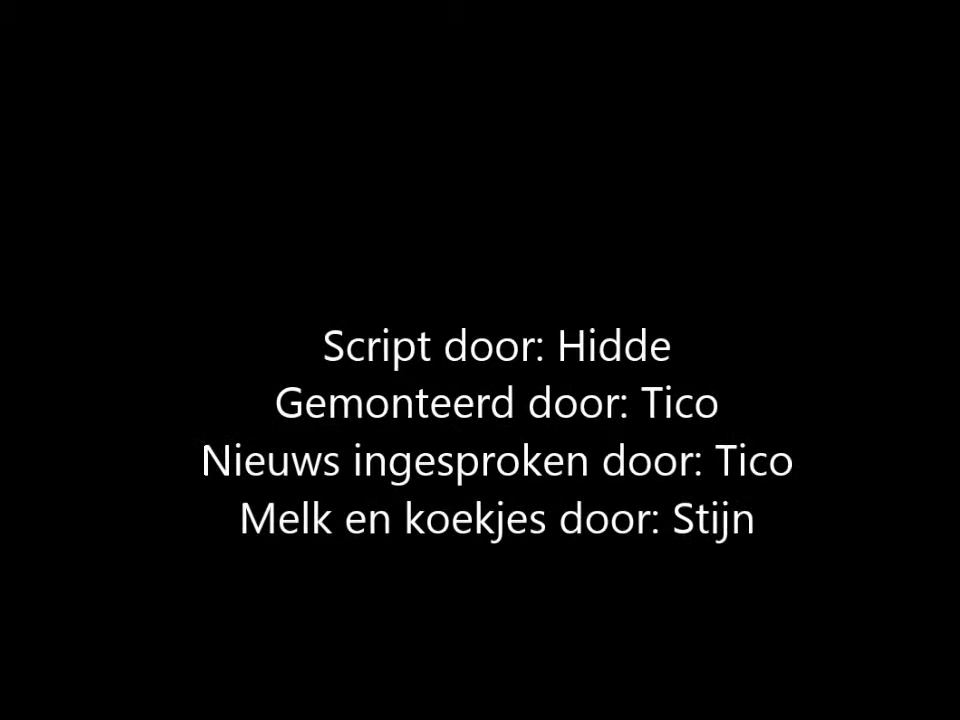 Script door: Hidde
Gemonteerd door: Tico
Nieuws ingesproken door: Tico
Melk en koekjes door: Stijn